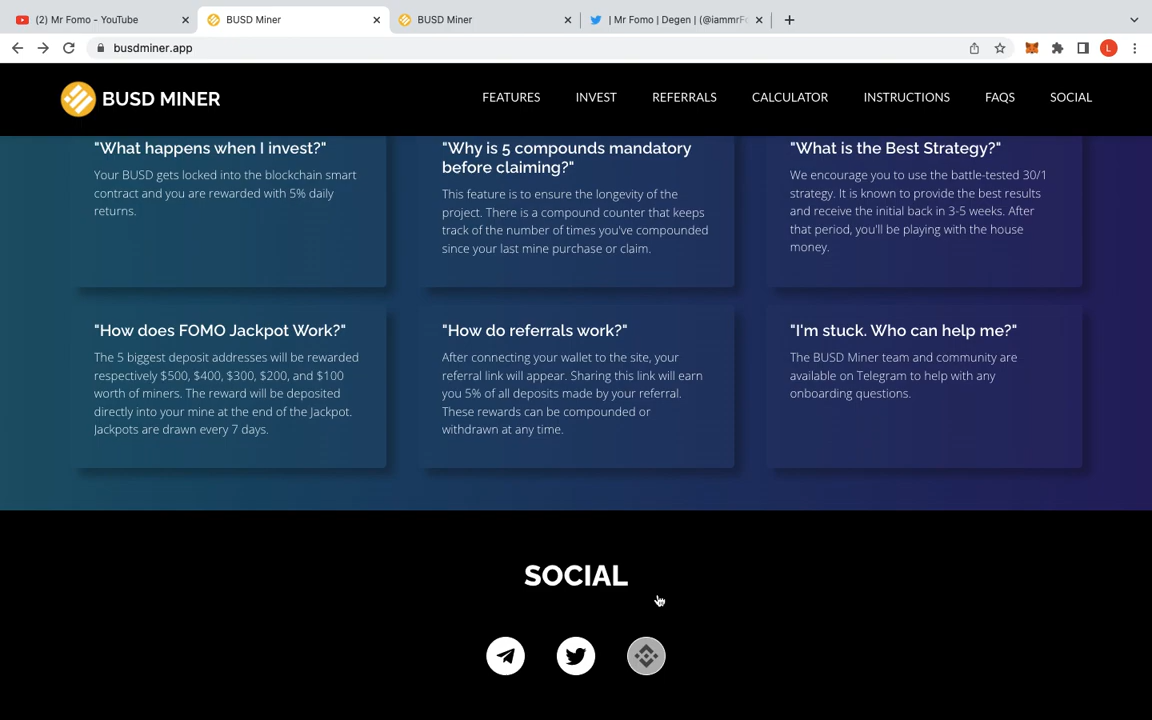 (2) Mr Fomo - YouTube
BUSD Miner
BUSD Miner
| Mr Fomo | Degen | (@iammrFo
busdminer.app
L
BUSD MINER
FEATURES
INVEST
REFERRALS
CALCULATOR
INSTRUCTIONS
FAQS
SOCIAL
"What happens when I invest?"
Your BUSD gets locked into the blockchain smart
contract and you are rewarded with 5% daily
returns.
"Why is 5 compounds mandatory
before claiming?"
This feature is to ensure the longevity of the
project. There is a compound counter that keeps
track of the number of times you've compounded
since your last mine purchase or claim.
"What is the Best Strategy?"
We encourage you to use the battle-tested 30/1
strategy. It is known to provide the best results
and receive the initial back in 3-5 weeks. After
that period, you'll be playing with the house
money.
"How does FOMO Jackpot Work?"
The 5 biggest deposit addresses will be rewarded
respectively $500, $400, $300, $200, and $100
worth of miners. The reward will be deposited
directly into your mine at the end of the Jackpot.
Jackpots are drawn every 7 days.
"How do referrals work?"
After connecting your wallet to the site, your
referral link will appear. Sharing this link will earn
you 5% of all deposits made by your referral.
These rewards can be compounded or
withdrawn at any time.
"I'm stuck. Who can help me?"
The BUSD Miner team and community are
available on Telegram to help with any
onboarding questions.
SOCIAL